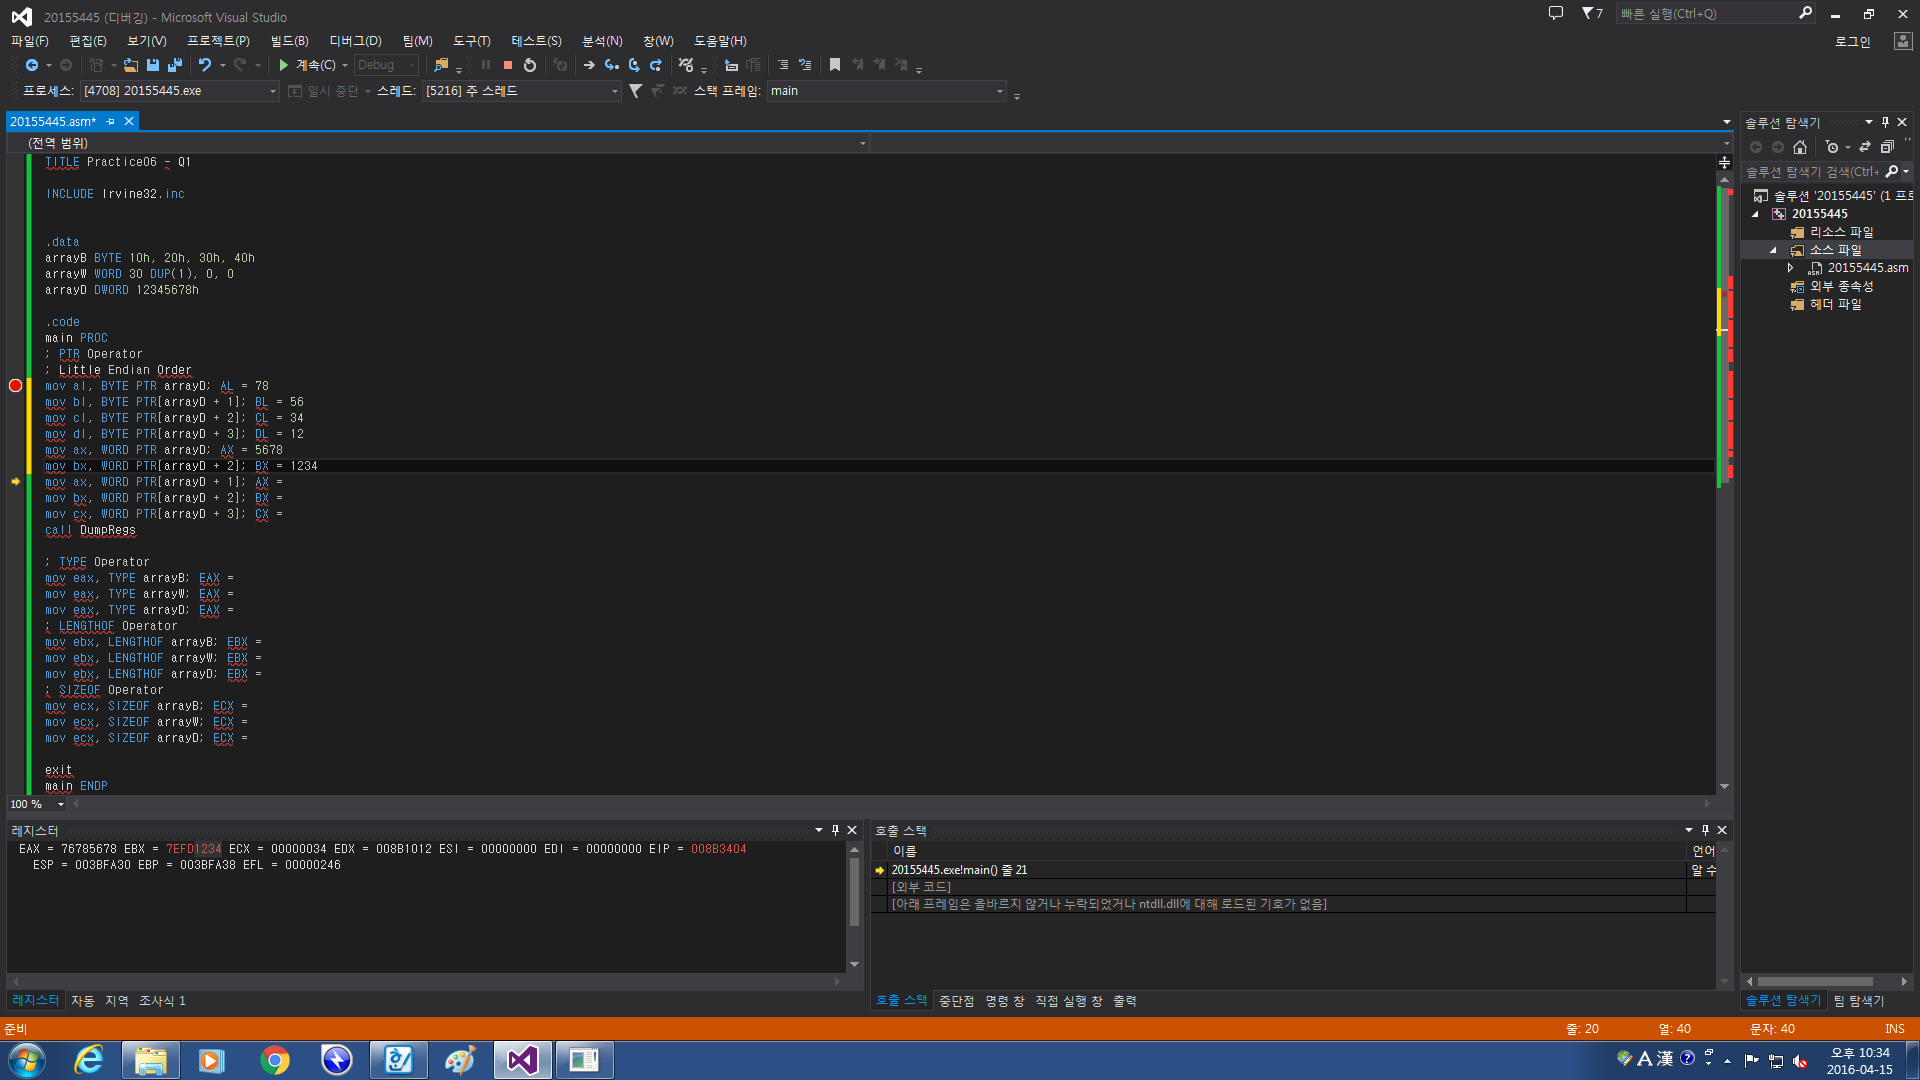 20155445 (디버깅) - Microsoft Visual Studio
7
빠른 실행(Ctrl+Q)
파일(F) 편집(E) 보기(V) 프로젝트(P) 빌드(B) 디버그(D) 팀(M) 도구(T) 테스트(S) 분석(N) 창(W) 도움말(H)
로그인
계속(C) Debug
프로세스: [4708] 20155445.exe 일시 중단 스레드: [5216] 주 스레드 스택 프레임: main
20155445.asm*
(전역 범위)
TITLE Practice06 - Q1
INCLUDE Irvine32.inc
.data
arrayB BYTE 10h, 20h, 30h, 40h
arrayW WORD 30 DUP(1), 0, 0
arrayD DWORD 12345678h
.code
main PROC
; PTR Operator
; Little Endian Order
mov al, BYTE PTR arrayD; AL = 78
mov bl, BYTE PTR[arrayD + 1]; BL = 56
mov cl, BYTE PTR[arrayD + 2]; CL = 34
mov dl, BYTE PTR[arrayD + 3]; DL = 12
mov ax, WORD PTR arrayD; AX = 5678
mov bx, WORD PTR[arrayD + 2]; BX = 1234
mov ax, WORD PTR[arrayD + 1]; AX =
mov bx, WORD PTR[arrayD + 2]; BX =
mov cx, WORD PTR[arrayD + 3]; CX =
call DumpRegs
; TYPE Operator
mov eax, TYPE arrayB; EAX =
mov eax, TYPE arrayW; EAX =
mov eax, TYPE arrayD; EAX =
; LENGTHOF Operator
mov ebx, LENGTHOF arrayB; EBX =
mov ebx, LENGTHOF arrayW; EBX =
mov ebx, LENGTHOF arrayD; EBX =
; SIZEOF Operator
mov ecx, SIZEOF arrayB; ECX =
mov ecx, SIZEOF arrayW; ECX =
mov ecx, SIZEOF arrayD; ECX =
exit
main ENDP
100 %
레지스터
EAX = 76785678 EBX = 7EFD1234 ECX = 00000034 EDX = 008B1012 ESI = 00000000 EDI = 00000000 EIP = 008B3404
ESP = 003BFA30 EBP = 003BFA38 EFL = 00000246
레지스터 자동 지역 조사식 1
호출 스택
이름 언어
20155445.exe!main() 줄 21 알 수
[외부 코드]
[아래 프레임은 올바르지 않거나 누락되었거나 ntdll.dll에 대해 로드된 기호가 없음]
호출 스택 중단점 명령 창 직접 실행 창 출력
솔루션 탐색기
솔루션 탐색기 검색(Ctrl+
솔루션 '20155445' (1 프로
20155445
리소스 파일
소스 파일
20155445.asm
외부 종속성
헤더 파일
솔루션 탐색기 팀 탐색기
준비 줄: 20 열: 40 문자: 40 INS
A 漢
오후 10:34
2016-04-15